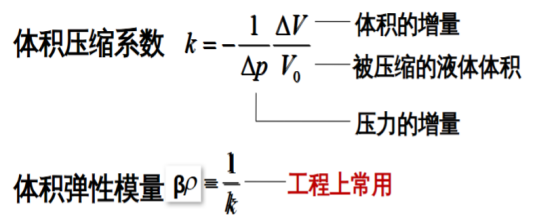 体积压缩系数 k = - 1/Δp ΔV/V₀
体积的增量
被压缩的液体体积
压力的增量
体积弹性模量 βρ = 1/k
工程上常用